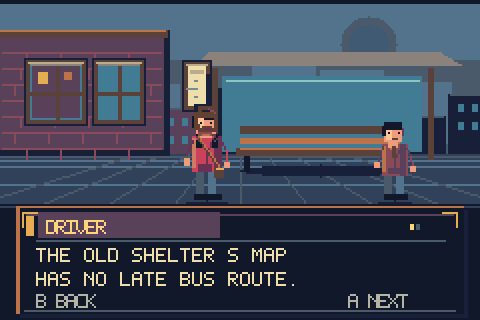 DRIVER
THE OLD SHELTER S MAP
HAS NO LATE BUS ROUTE.
B BACK
A NEXT